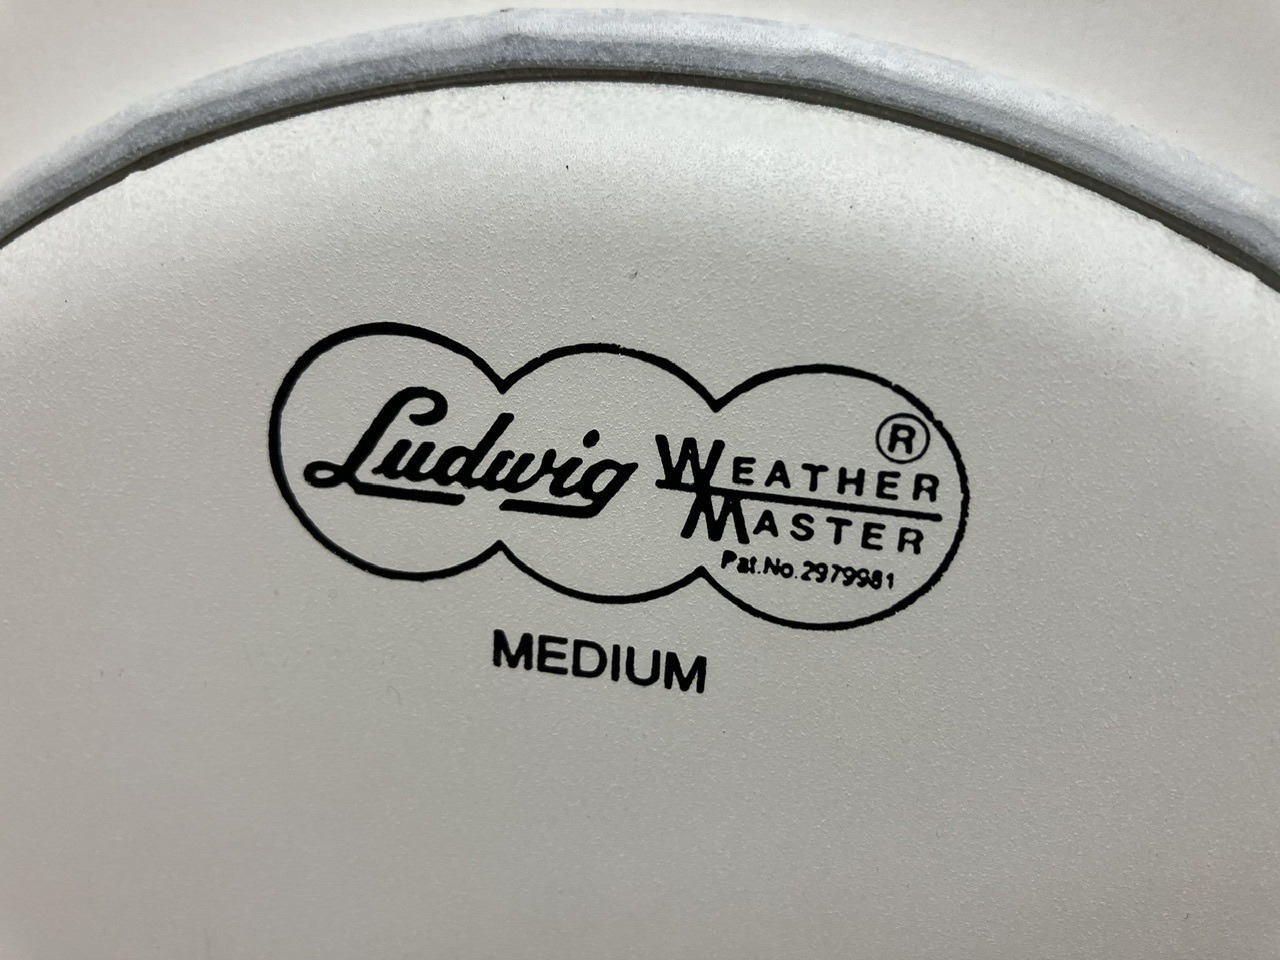 Ludwig WEATHER MASTER ®
Pat.No.2979981
MEDIUM